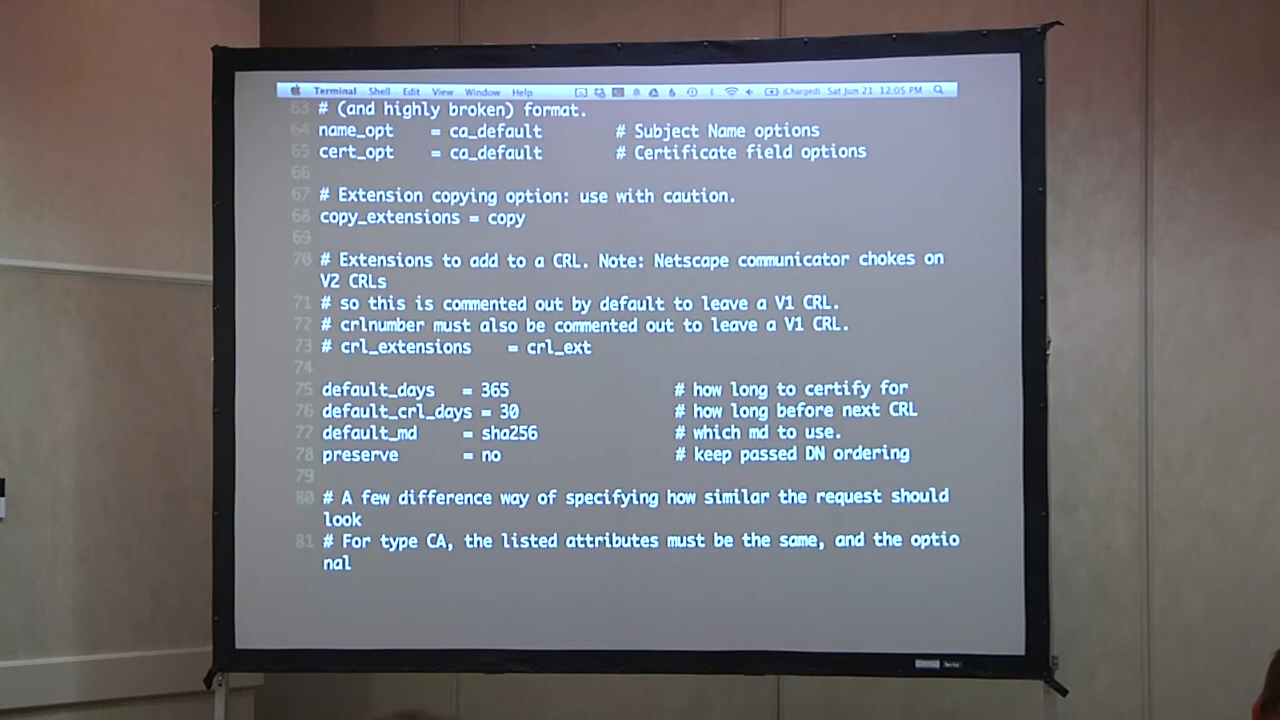 Terminal Shell Edit View Window Help (Charged) Sat Jun 21 12:05 PM
63 # (and highly broken) format.
64 name_opt = ca_default # Subject Name options
65 cert_opt = ca_default # Certificate field options
66
67 # Extension copying option: use with caution.
68 copy_extensions = copy
69
70 # Extensions to add to a CRL. Note: Netscape communicator chokes on
V2 CRLs
71 # so this is commented out by default to leave a V1 CRL.
72 # crlnumber must also be commented out to leave a V1 CRL.
73 # crl_extensions = crl_ext
74
75 default_days = 365 # how long to certify for
76 default_crl_days = 30 # how long before next CRL
77 default_md = sha256 # which md to use.
78 preserve = no # keep passed DN ordering
79
80 # A few difference way of specifying how similar the request should
look
81 # For type CA, the listed attributes must be the same, and the optio
nal